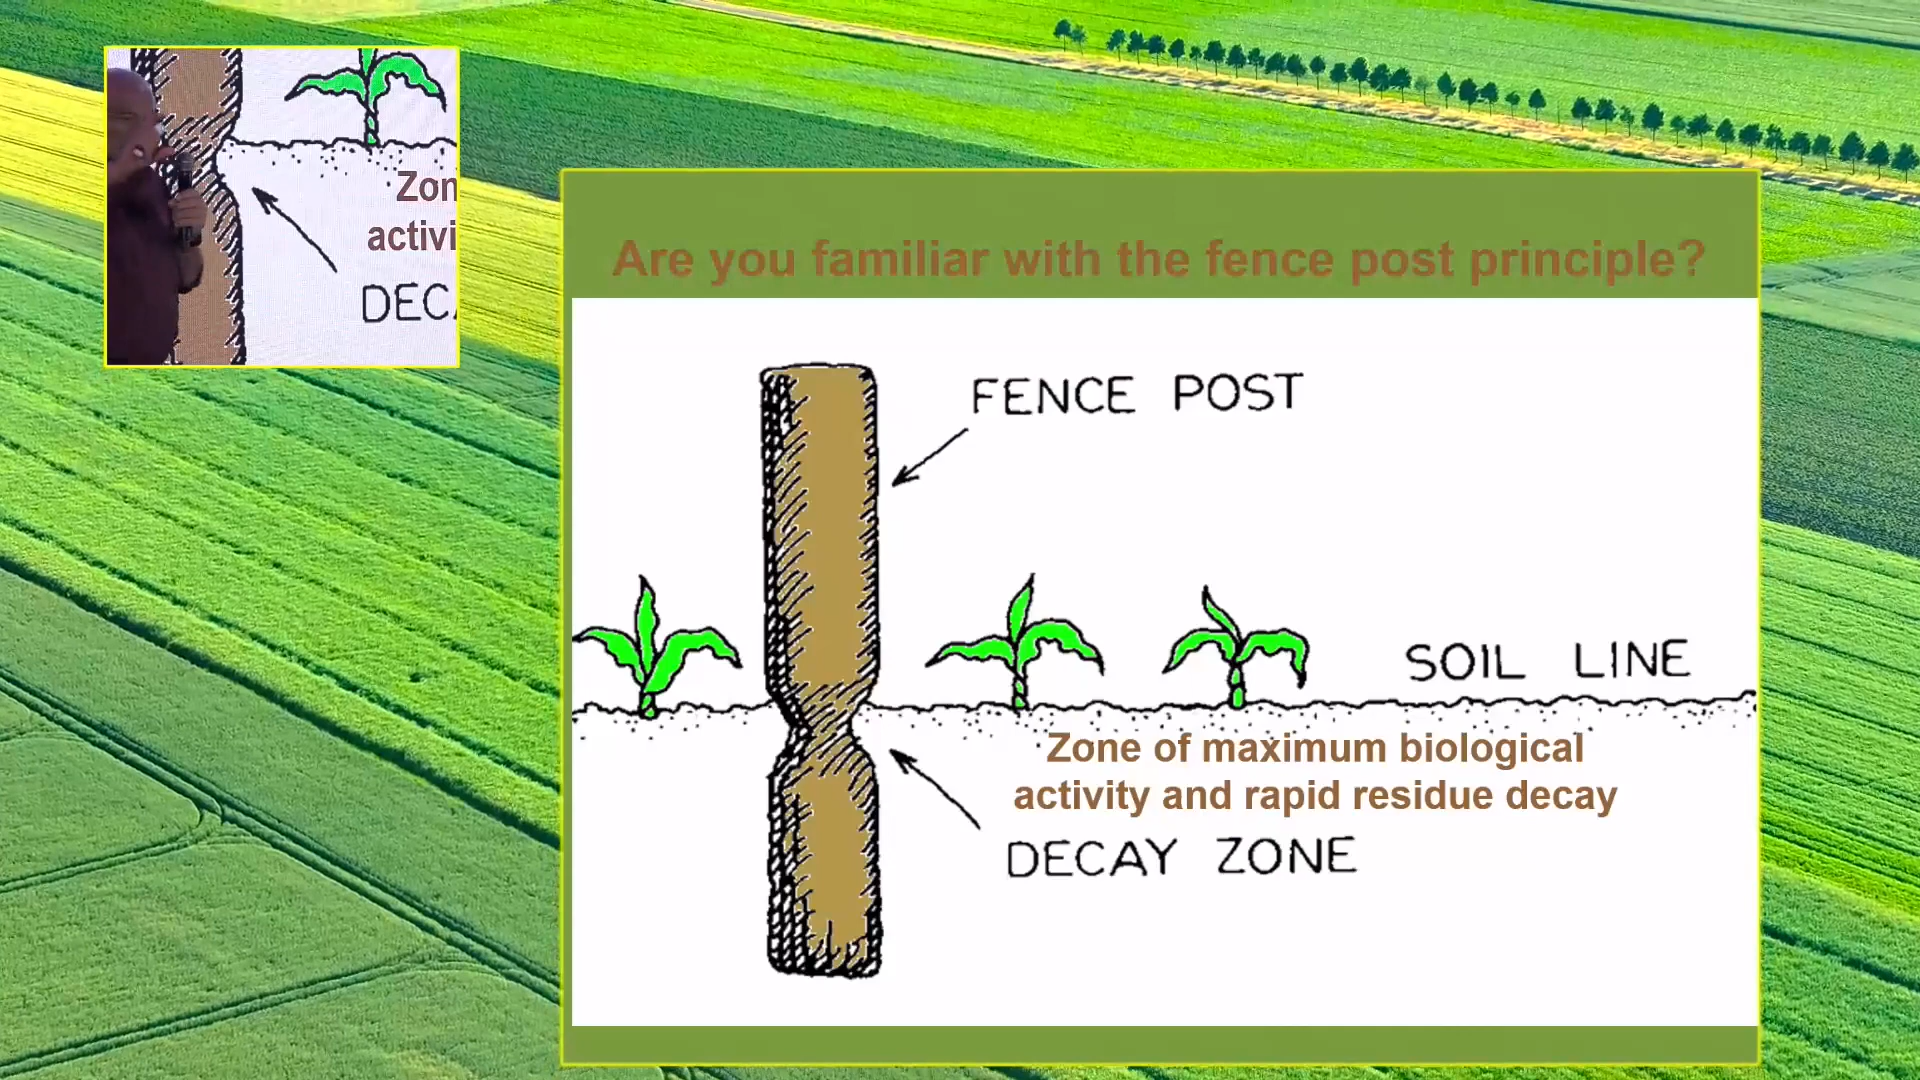 Zon
activi
DEC
Are you familiar with the fence post principle?
FENCE POST
SOIL LINE
Zone of maximum biological
activity and rapid residue decay
DECAY ZONE